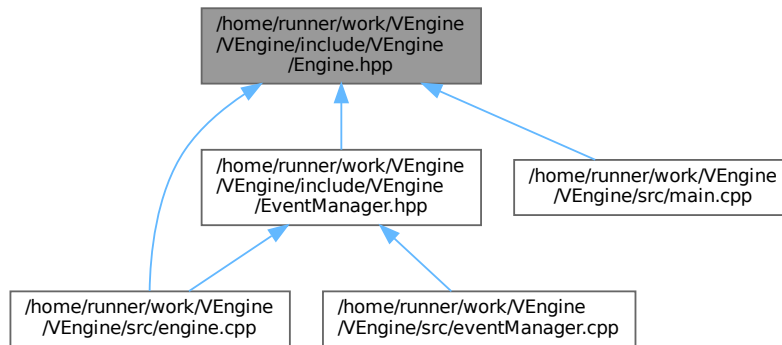 /home/runner/work/VEngine
/VEngine/include/VEngine
/Engine.hpp
/home/runner/work/VEngine
/VEngine/include/VEngine
/EventManager.hpp
/home/runner/work/VEngine
/VEngine/src/main.cpp
/home/runner/work/VEngine
/VEngine/src/engine.cpp
/home/runner/work/VEngine
/VEngine/src/eventManager.cpp